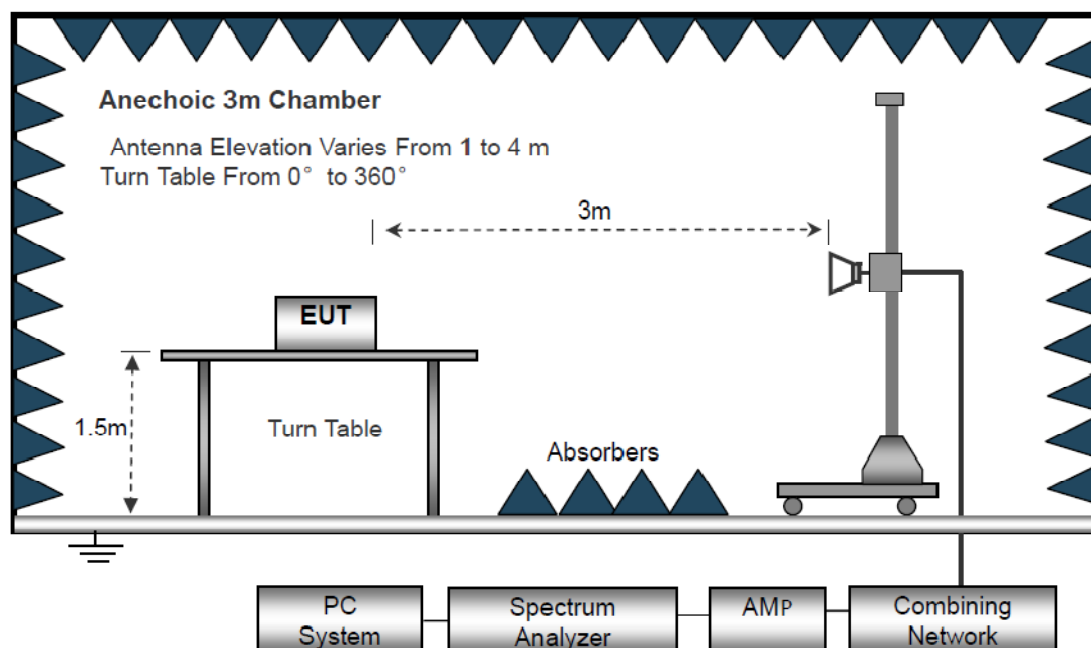 Anechoic 3m Chamber
Antenna Elevation Varies From 1 to 4 m
Turn Table From 0° to 360°
3m
EUT
1.5m
Turn Table
Absorbers
PC
System
Spectrum
Analyzer
AMP
Combining
Network